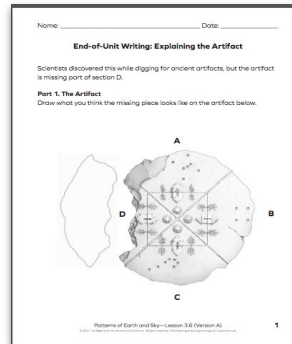 Name: ____________________ Date: ____________________
End-of-Unit Writing: Explaining the Artifact
Scientists discovered this while digging for ancient artifacts, but the artifact
is missing part of section D.
Part 1. The Artifact
Draw what you think the missing piece looks like on the artifact below.
A
D
B
C
Patterns of Earth and Sky—Lesson 3.6 (Version A)
1